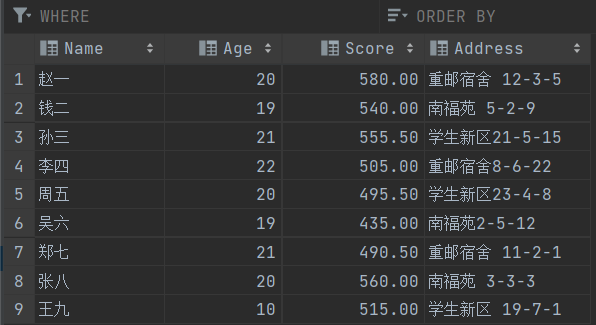 WHERE ORDER BY
Name Age Score Address
1 赵一 20 580.00 重邮宿舍 12-3-5
2 钱二 19 540.00 南福苑 5-2-9
3 孙三 21 555.50 学生新区21-5-15
4 李四 22 505.00 重邮宿舍8-6-22
5 周五 20 495.50 学生新区23-4-8
6 吴六 19 435.00 南福苑2-5-12
7 郑七 21 490.50 重邮宿舍 11-2-1
8 张八 20 560.00 南福苑 3-3-3
9 王九 10 515.00 学生新区 19-7-1